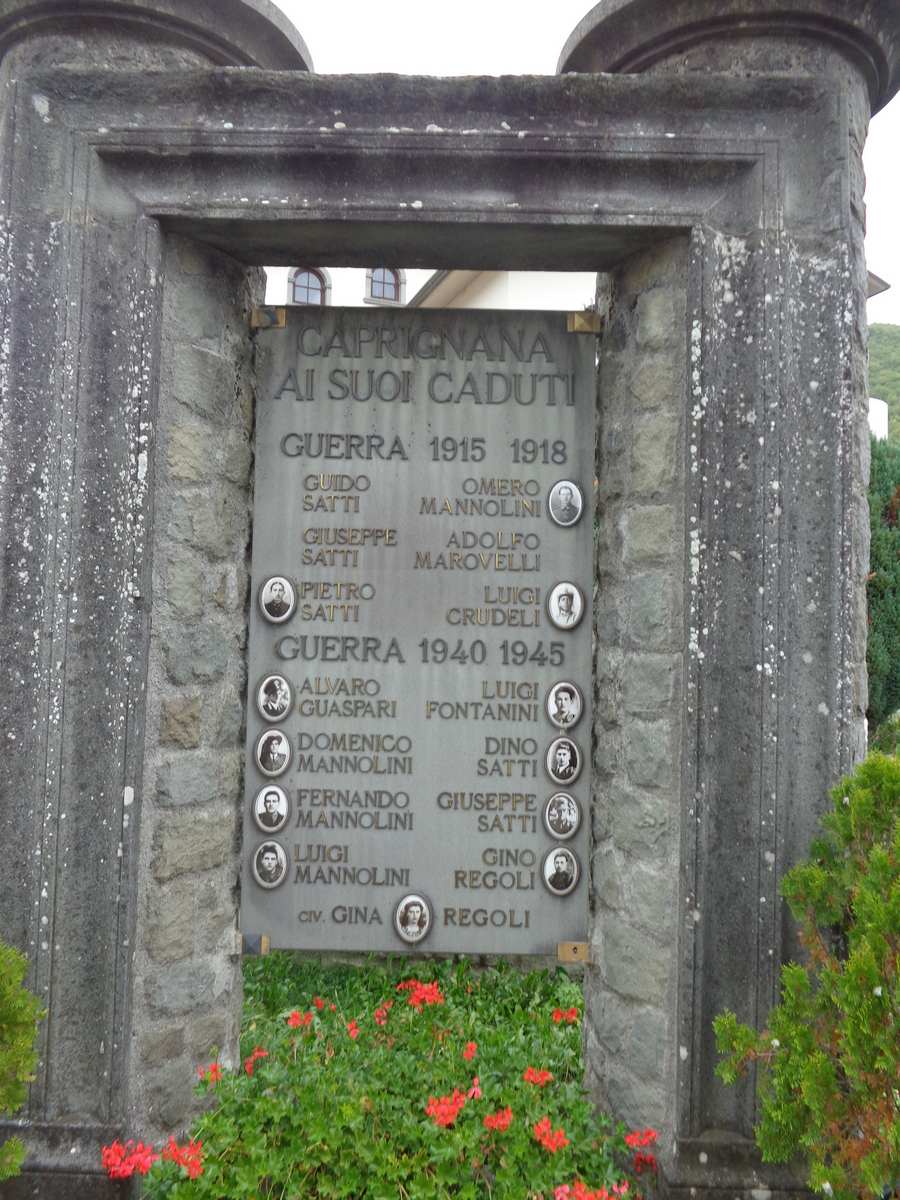 CAPRIGNANA
AI SUOI CADUTI
GUERRA 1915 1918
GUIDO
SATTI
OMERO
MANNOLINI
GIUSEPPE
SATTI
ADOLFO
MAROVELLI
PIETRO
SATTI
LUIGI
CRUDELI
GUERRA 1940 1945
ALVARO
GUASPARI
LUIGI
FONTANINI
DOMENICO
MANNOLINI
DINO
SATTI
FERNANDO
MANNOLINI
GIUSEPPE
SATTI
LUIGI
MANNOLINI
GINO
REGOLI
CIV. GINA REGOLI